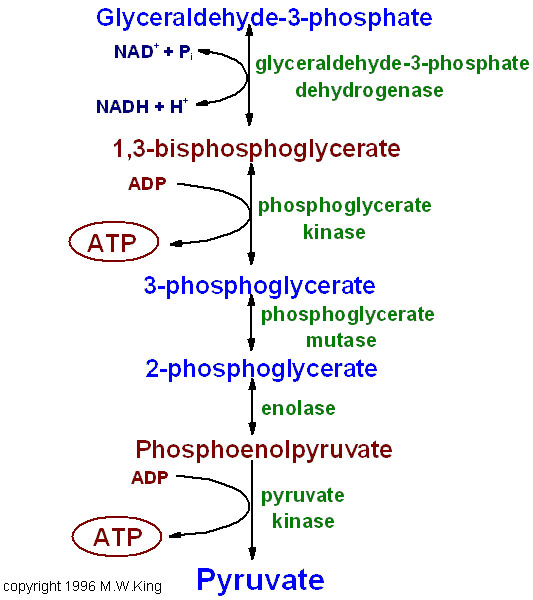 Glyceraldehyde-3-phosphate
NAD+ + Pi
glyceraldehyde-3-phosphate
dehydrogenase
NADH + H+
1,3-bisphosphoglycerate
ADP
phosphoglycerate
kinase
ATP
3-phosphoglycerate
phosphoglycerate
mutase
2-phosphoglycerate
enolase
Phosphoenolpyruvate
ADP
pyruvate
kinase
ATP
Pyruvate
copyright 1996 M.W.King